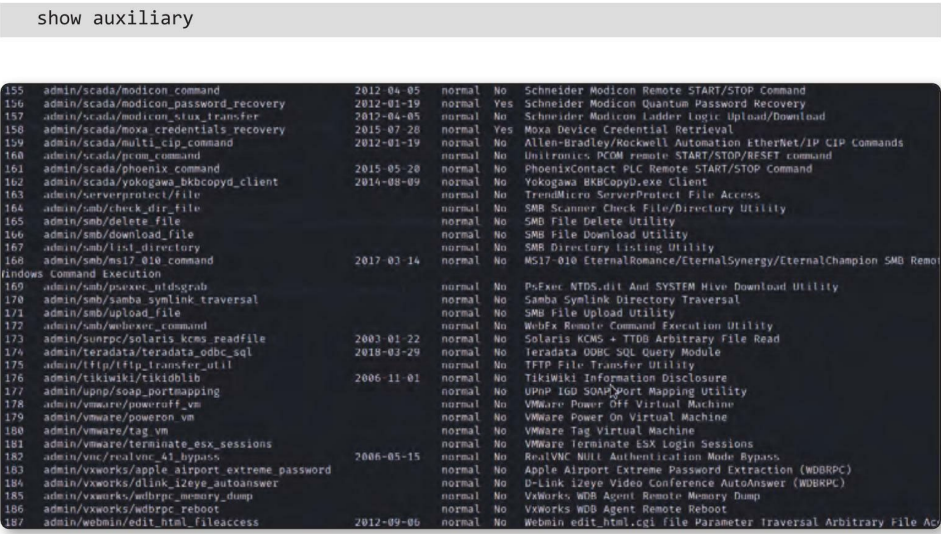 show auxiliary
155 admin/scada/modicon_command 2012-04-05 normal No Schneider Modicon Remote START/STOP Command
156 admin/scada/modicon_password_recovery 2012-01-19 normal Yes Schneider Modicon Quantum Password Recovery
157 admin/scada/modicon_stux_transfer 2012-04-05 normal No Schneider Modicon Ladder Logic Upload/Download
158 admin/scada/moxa_credentials_recovery 2015-07-28 normal Yes Moxa Device Credential Retrieval
159 admin/scada/multi_cip_command 2012-01-19 normal No Allen-Bradley/Rockwell Automation EtherNet/IP CIP Commands
160 admin/scada/pcom_command normal No Unitronics PCOM remote START/STOP/RESET command
161 admin/scada/phoenix_command 2015-05-20 normal No PhoenixContact PLC Remote START/STOP Command
162 admin/scada/yokogawa_bkbcopyd_client 2014-08-09 normal No Yokogawa BKBCopyD.exe Client
163 admin/serverprotect/file normal No TrendMicro ServerProtect File Access
164 admin/smb/check_dir_file normal No SMB Scanner Check File/Directory Utility
165 admin/smb/delete_file normal No SMB File Delete Utility
166 admin/smb/download_file normal No SMB File Download Utility
167 admin/smb/list_directory normal No SMB Directory Listing Utility
168 admin/smb/ms17_010_command 2017-03-14 normal No MS17-010 EternalRomance/EternalSynergy/EternalChampion SMB Remot
indows Command Execution
169 admin/smb/psexec_ntdsgrab normal No PsExec NTDS.dit And SYSTEM Hive Download Utility
170 admin/smb/samba_symlink_traversal normal No Samba Symlink Directory Traversal
171 admin/smb/upload_file normal No SMB File Upload Utility
172 admin/smb/webexec_command normal No WebEx Remote Command Execution Utility
173 admin/sunrpc/solaris_kcms_readfile 2003-01-22 normal No Solaris KCMS + TTDB Arbitrary File Read
174 admin/teradata/teradata_odbc_sql 2018-03-29 normal No Teradata ODBC SQL Query Module
175 admin/tftp/tftp_transfer_util normal No TFTP File Transfer Utility
176 admin/tikiwiki/tikidblib 2006-11-01 normal No TikiWiki Information Disclosure
177 admin/upnp/soap_portmapping normal No UPnP IGD SOAP Port Mapping Utility
178 admin/vmware/poweroff_vm normal No VMWare Power Off Virtual Machine
179 admin/vmware/poweron_vm normal No VMWare Power On Virtual Machine
180 admin/vmware/tag_vm normal No VMWare Tag Virtual Machine
181 admin/vmware/terminate_esx_sessions normal No VMWare Terminate ESX Login Sessions
182 admin/vnc/realvnc_41_bypass 2006-05-15 normal No RealVNC NULL Authentication Mode Bypass
183 admin/vxworks/apple_airport_extreme_password normal No Apple Airport Extreme Password Extraction (WDBRPC)
184 admin/vxworks/dlink_i2eye_autoanswer normal No D-Link i2eye Video Conference AutoAnswer (WDBRPC)
185 admin/vxworks/wdbrpc_memory_dump normal No VxWorks WDB Agent Remote Memory Dump
186 admin/vxworks/wdbrpc_reboot normal No VxWorks WDB Agent Remote Reboot
187 admin/webmin/edit_html_fileaccess 2012-09-06 normal No Webmin edit_html.cgi file Parameter Traversal Arbitrary File Ac